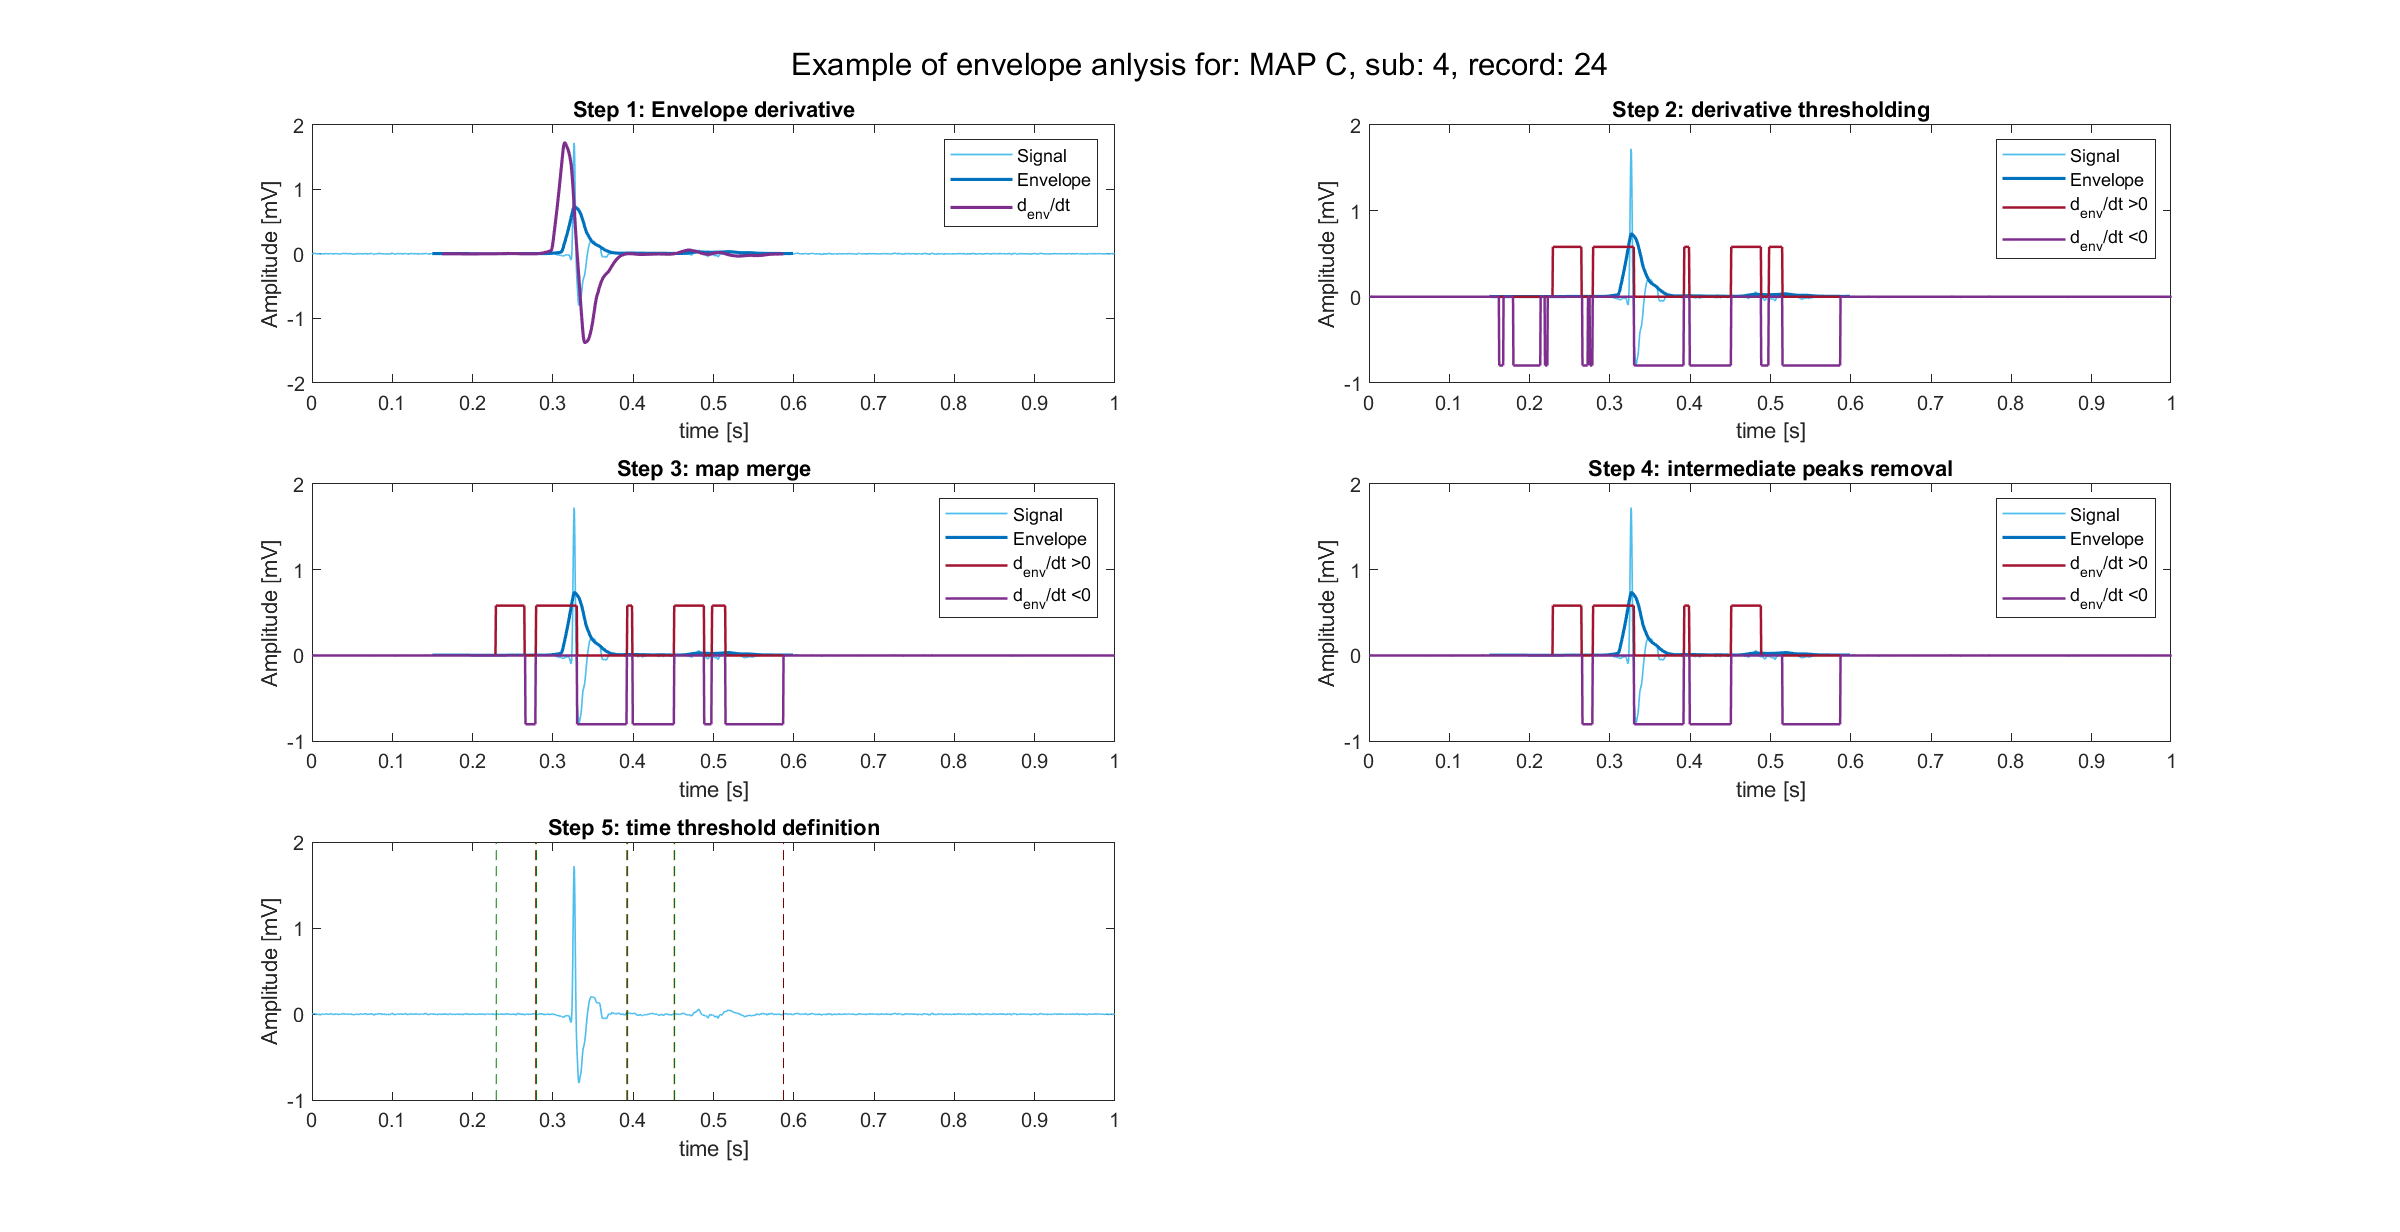 Example of envelope anlysis for: MAP C, sub: 4, record: 24
Step 1: Envelope derivative
2
1
0
-1
-2
Amplitude [mV]
0 0.1 0.2 0.3 0.4 0.5 0.6 0.7 0.8 0.9 1
time [s]
Signal
Envelope
d_env/dt
Step 2: derivative thresholding
2
1
0
-1
Amplitude [mV]
0 0.1 0.2 0.3 0.4 0.5 0.6 0.7 0.8 0.9 1
time [s]
Signal
Envelope
d_env/dt >0
d_env/dt <0
Step 3: map merge
2
1
0
-1
Amplitude [mV]
0 0.1 0.2 0.3 0.4 0.5 0.6 0.7 0.8 0.9 1
time [s]
Signal
Envelope
d_env/dt >0
d_env/dt <0
Step 4: intermediate peaks removal
2
1
0
-1
Amplitude [mV]
0 0.1 0.2 0.3 0.4 0.5 0.6 0.7 0.8 0.9 1
time [s]
Signal
Envelope
d_env/dt >0
d_env/dt <0
Step 5: time threshold definition
2
1
0
-1
Amplitude [mV]
0 0.1 0.2 0.3 0.4 0.5 0.6 0.7 0.8 0.9 1
time [s]